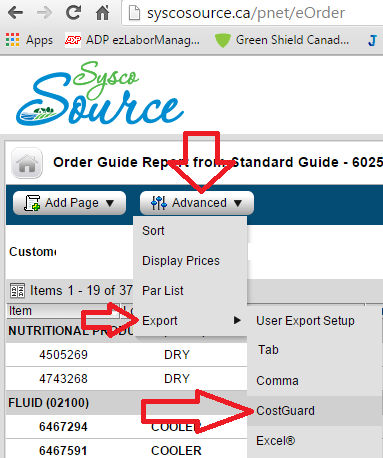 syscosource.ca/pnet/eOrder
Apps ADP ADP ezLaborManag... Green Shield Canad...
Sysco
Source
Order Guide Report from Standard Guide - 6025
Add Page Advanced
Custome
Sort
Display Prices
Par List
Items 1 - 19 of 37
Export
User Export Setup
Item
NUTRITIONAL PRODU
4505269 DRY
Tab
4743268 DRY
Comma
FLUID (02100)
CostGuard
6467294 COOLER
6467591 COOLER
Excel®